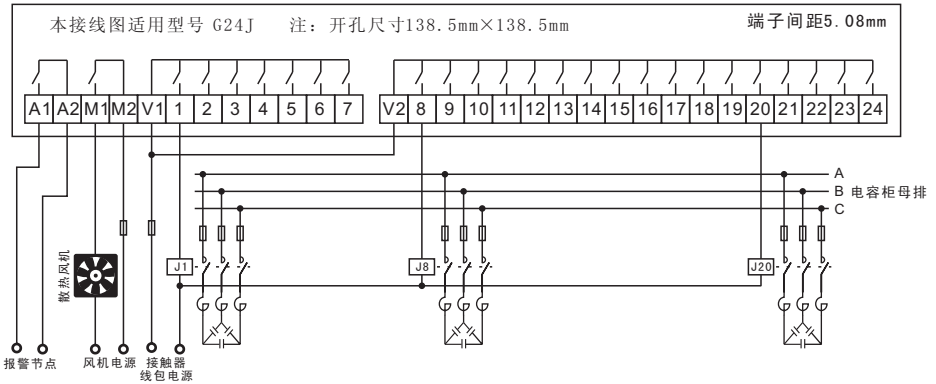 本接线图适用型号 G24J 注：开孔尺寸138.5mm×138.5mm 端子间距5.08mm
A1 A2 M1 M2 V1 1 2 3 4 5 6 7 V2 8 9 10 11 12 13 14 15 16 17 18 19 20 21 22 23 24
A
B 电容柜母排
C
散热风机
J1 J8 J20
报警节点 风机电源 接触器
线包电源